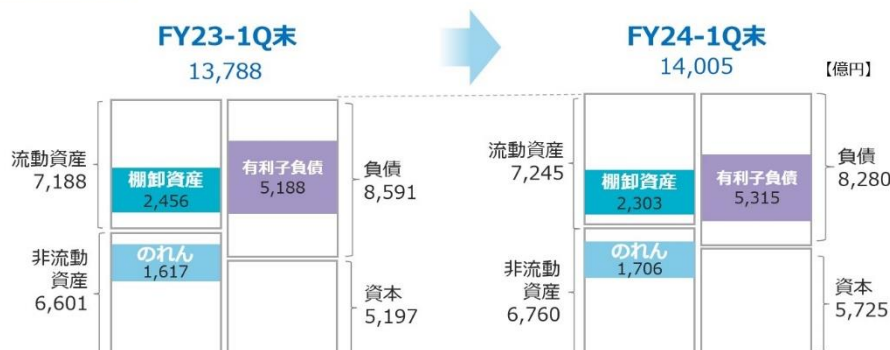 FY23-1Q末
13,788
FY24-1Q末
14,005
【億円】
流動資産
7,188
棚卸資産
2,456
有利子負債
5,188
負債
8,591
非流動
資産
6,601
のれん
1,617
資本
5,197
流動資産
7,245
棚卸資産
2,303
有利子負債
5,315
負債
8,280
非流動
資産
6,760
のれん
1,706
資本
5,725